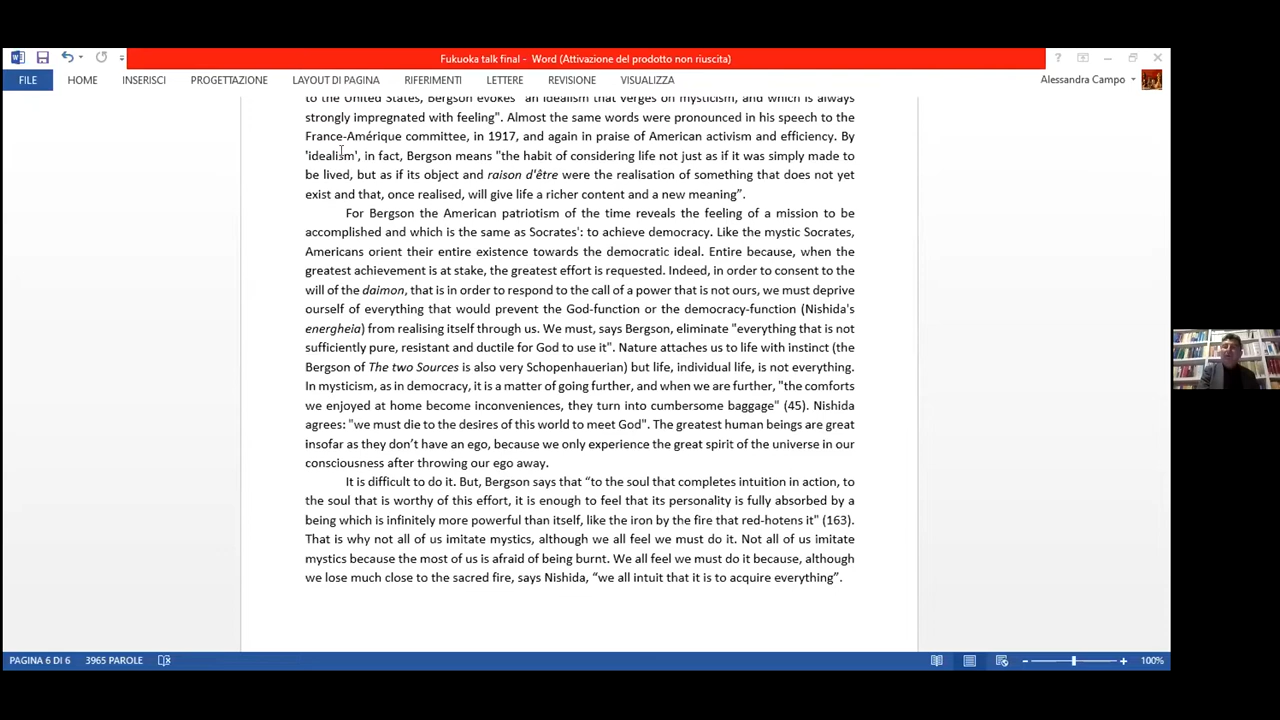 Fukuoka talk final - Word (Attivazione del prodotto non riuscita)
FILE HOME INSERISCI PROGETTAZIONE LAYOUT DI PAGINA RIFERIMENTI LETTERE REVISIONE VISUALIZZA Alessandra Campo
to the United States, Bergson evokes "an idealism that verges on mysticism, and which is always
strongly impregnated with feeling". Almost the same words were pronounced in his speech to the
France-Amérique committee, in 1917, and again in praise of American activism and efficiency. By
'idealism', in fact, Bergson means "the habit of considering life not just as if it was simply made to
be lived, but as if its object and raison d'être were the realisation of something that does not yet
exist and that, once realised, will give life a richer content and a new meaning”.
For Bergson the American patriotism of the time reveals the feeling of a mission to be
accomplished and which is the same as Socrates': to achieve democracy. Like the mystic Socrates,
Americans orient their entire existence towards the democratic ideal. Entire because, when the
greatest achievement is at stake, the greatest effort is requested. Indeed, in order to consent to the
will of the daimon, that is in order to respond to the call of a power that is not ours, we must deprive
ourself of everything that would prevent the God-function or the democracy-function (Nishida's
energheia) from realising itself through us. We must, says Bergson, eliminate "everything that is not
sufficiently pure, resistant and ductile for God to use it". Nature attaches us to life with instinct (the
Bergson of The two Sources is also very Schopenhauerian) but life, individual life, is not everything.
In mysticism, as in democracy, it is a matter of going further, and when we are further, "the comforts
we enjoyed at home become inconveniences, they turn into cumbersome baggage" (45). Nishida
agrees: "we must die to the desires of this world to meet God". The greatest human beings are great
insofar as they don’t have an ego, because we only experience the great spirit of the universe in our
consciousness after throwing our ego away.
It is difficult to do it. But, Bergson says that “to the soul that completes intuition in action, to
the soul that is worthy of this effort, it is enough to feel that its personality is fully absorbed by a
being which is infinitely more powerful than itself, like the iron by the fire that red-hotens it" (163).
That is why not all of us imitate mystics, although we all feel we must do it. Not all of us imitate
mystics because the most of us is afraid of being burnt. We all feel we must do it because, although
we lose much close to the sacred fire, says Nishida, “we all intuit that it is to acquire everything”.
PAGINA 6 DI 6 3965 PAROLE 100%